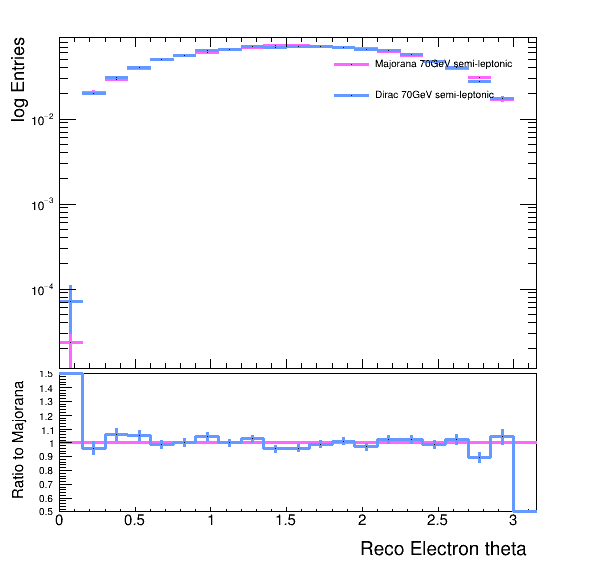 log Entries
Majorana 70GeV semi-leptonic
Dirac 70GeV semi-leptonic
10⁻²
10⁻³
10⁻⁴
Ratio to Majorana
1.5
1.4
1.3
1.2
1.1
1
0.9
0.8
0.7
0.6
0.5
0 0.5 1 1.5 2 2.5 3
Reco Electron theta